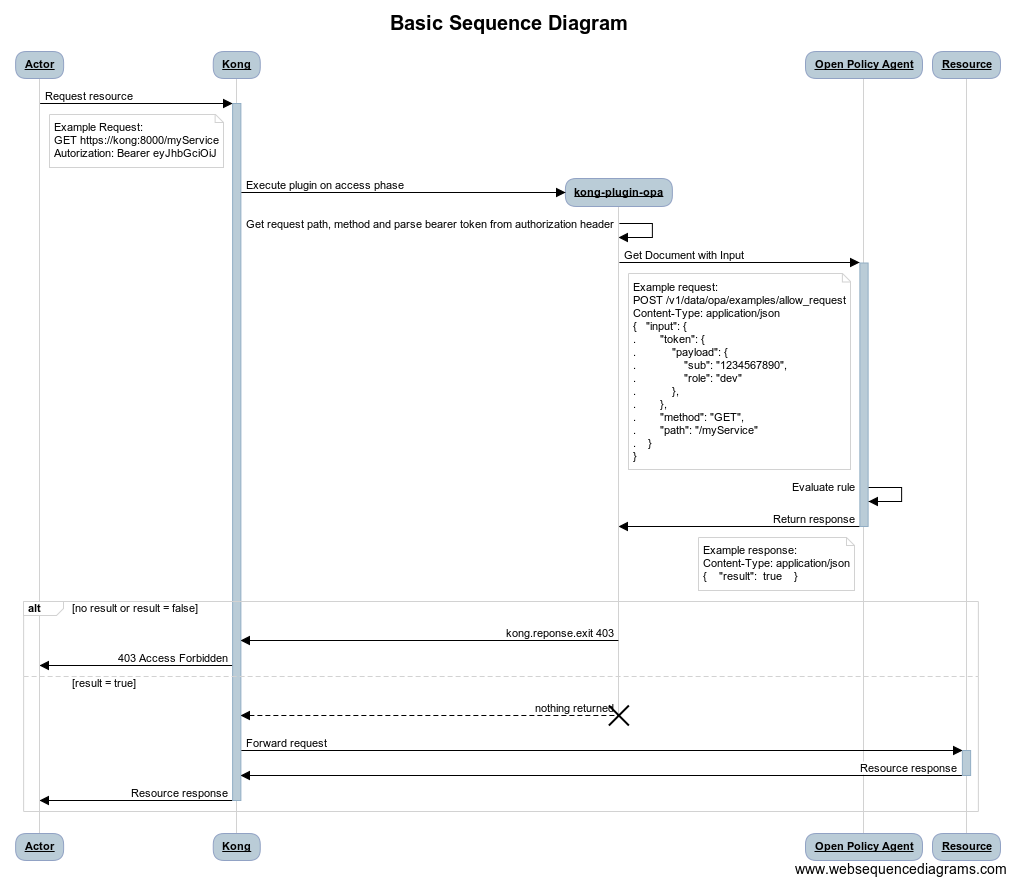 Basic Sequence Diagram
Actor
Kong
Open Policy Agent
Resource
Request resource
Example Request:
GET https://kong:8000/myService
Autorization: Bearer eyJhbGciOiJ
Execute plugin on access phase
kong-plugin-opa
Get request path, method and parse bearer token from authorization header
Get Document with Input
Example request:
POST /v1/data/opa/examples/allow_request
Content-Type: application/json
{   "input": {
.        "token": {
.            "payload": {
.                "sub": "1234567890",
.                "role": "dev"
.            },
.        },
.        "method": "GET",
.        "path": "/myService"
.    }
}
Evaluate rule
Return response
Example response:
Content-Type: application/json
{    "result":  true    }
alt
[no result or result = false]
kong.reponse.exit 403
403 Access Forbidden
[result = true]
nothing returned
Forward request
Resource response
Resource response
Actor
Kong
Open Policy Agent
Resource
www.websequencediagrams.com